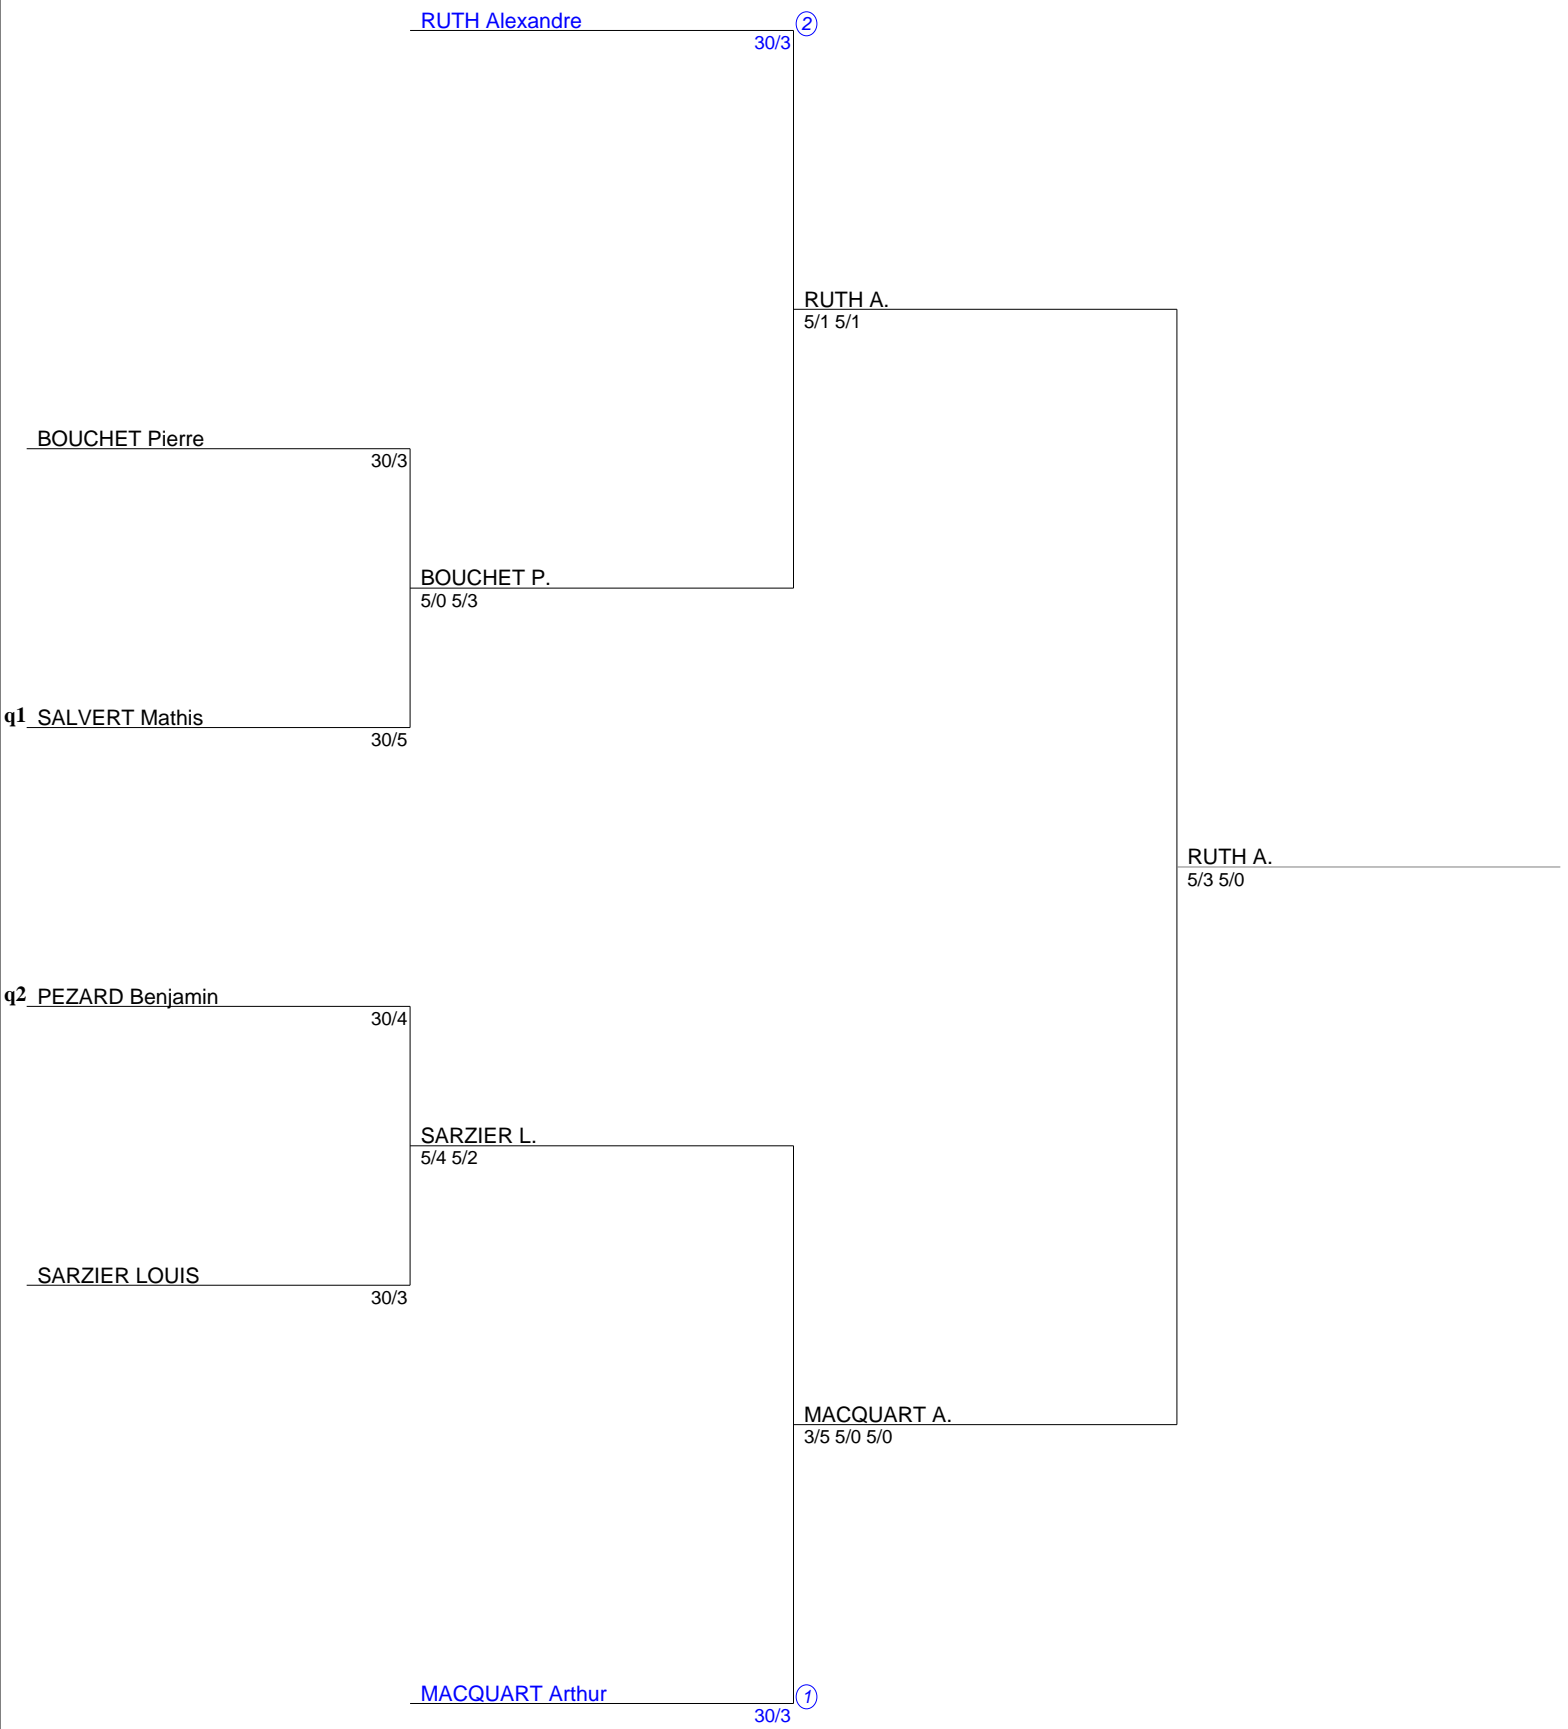 RUTH Alexandre
2
30/3
RUTH A.
5/1 5/1
BOUCHET Pierre
30/3
BOUCHET P.
5/0 5/3
q1 SALVERT Mathis
30/5
RUTH A.
5/3 5/0
q2 PEZARD Benjamin
30/4
SARZIER L.
5/4 5/2
SARZIER LOUIS
30/3
MACQUART A.
3/5 5/0 5/0
MACQUART Arthur
1
30/3